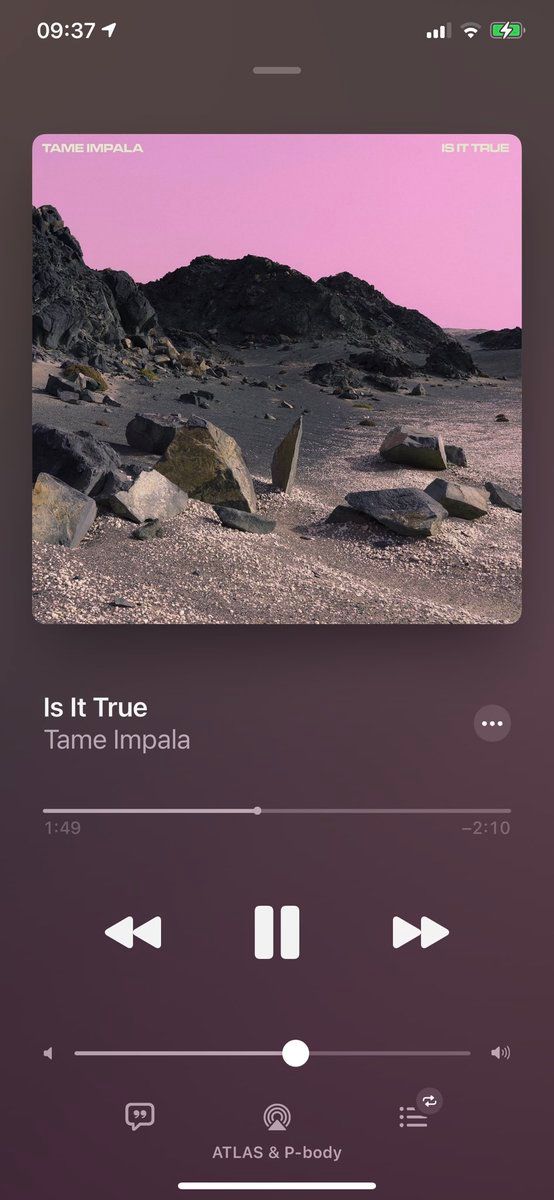 09:37
TAME IMPALA
IS IT TRUE
Is It True
Tame Impala
1:49
−2:10
ATLAS & P-body